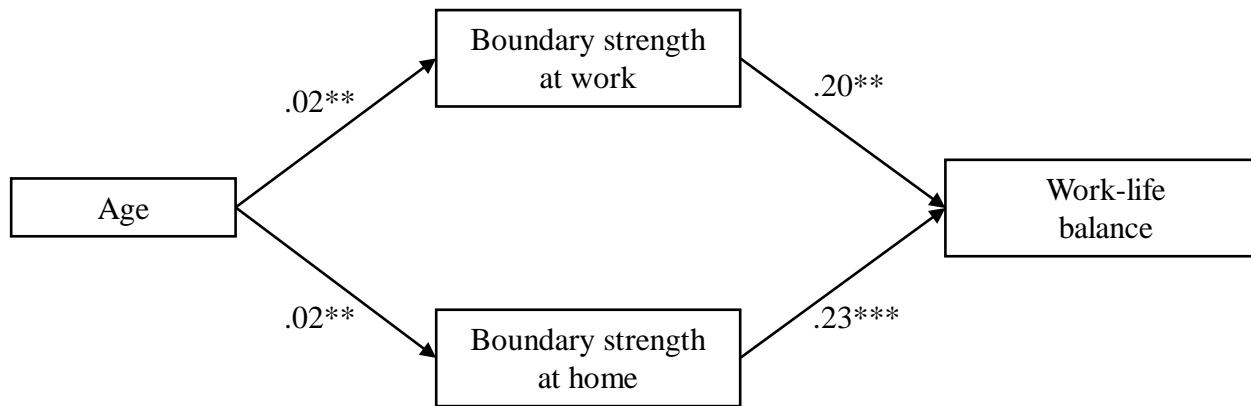 Boundary strength
at work
.02**
.20**
Age
Work-life
balance
.02**
.23***
Boundary strength
at home